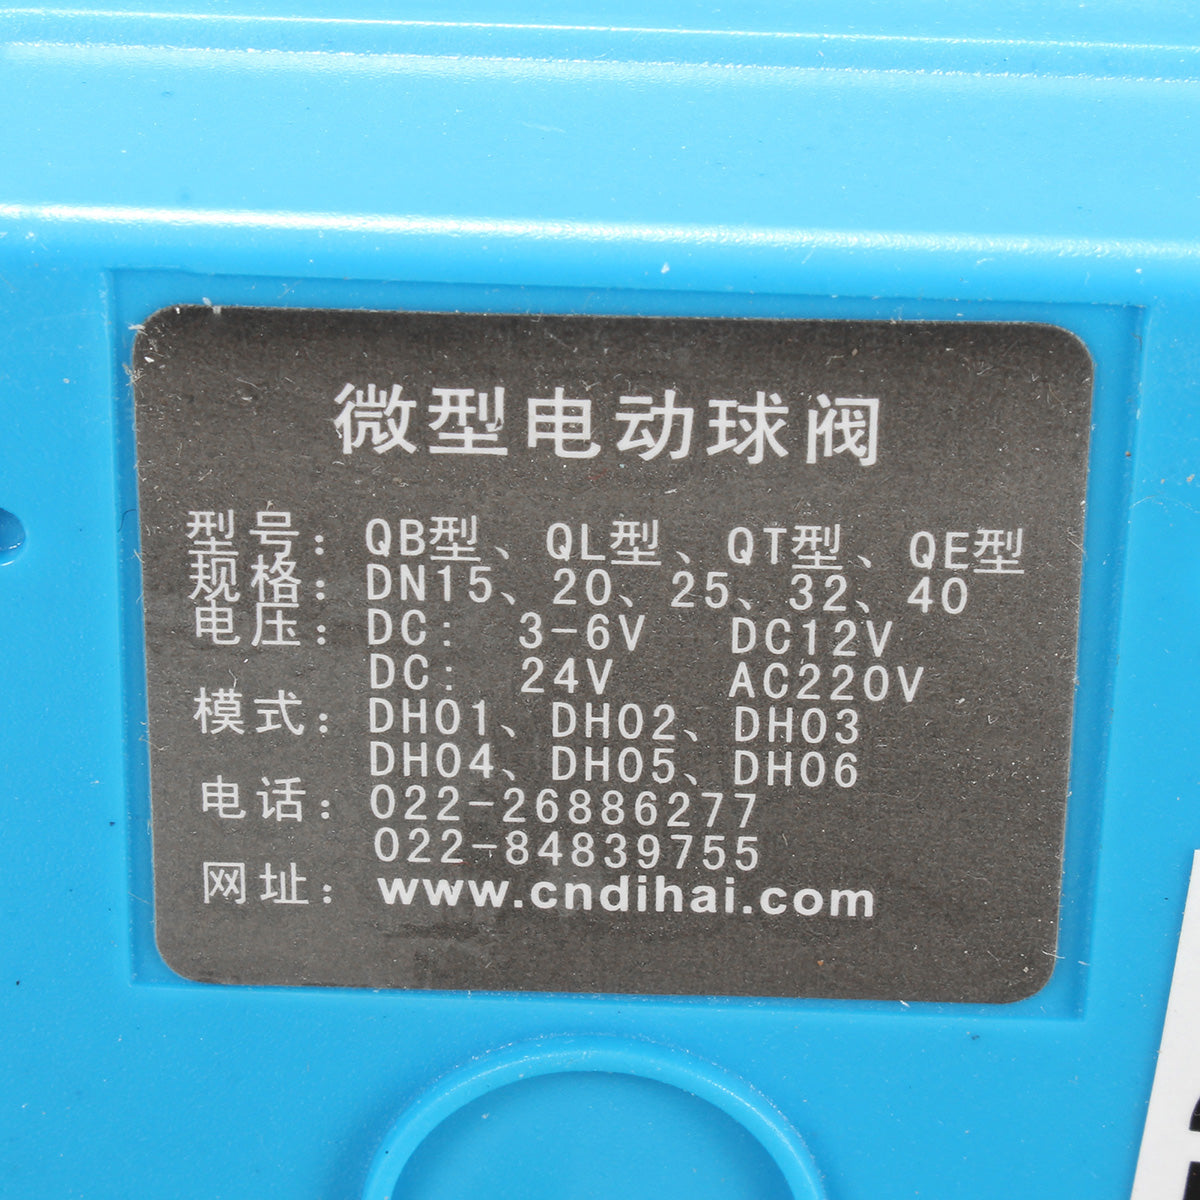 微型电动球阀
型号：QB型、QL型、QT型、QE型
规格：DN15、20、25、32、40
电压：DC： 3-6V DC12V
DC： 24V AC220V
模式：DH01、DH02、DH03
DH04、DH05、DH06
电话：022-26886277
022-84839755
网址：www.cndihai.com